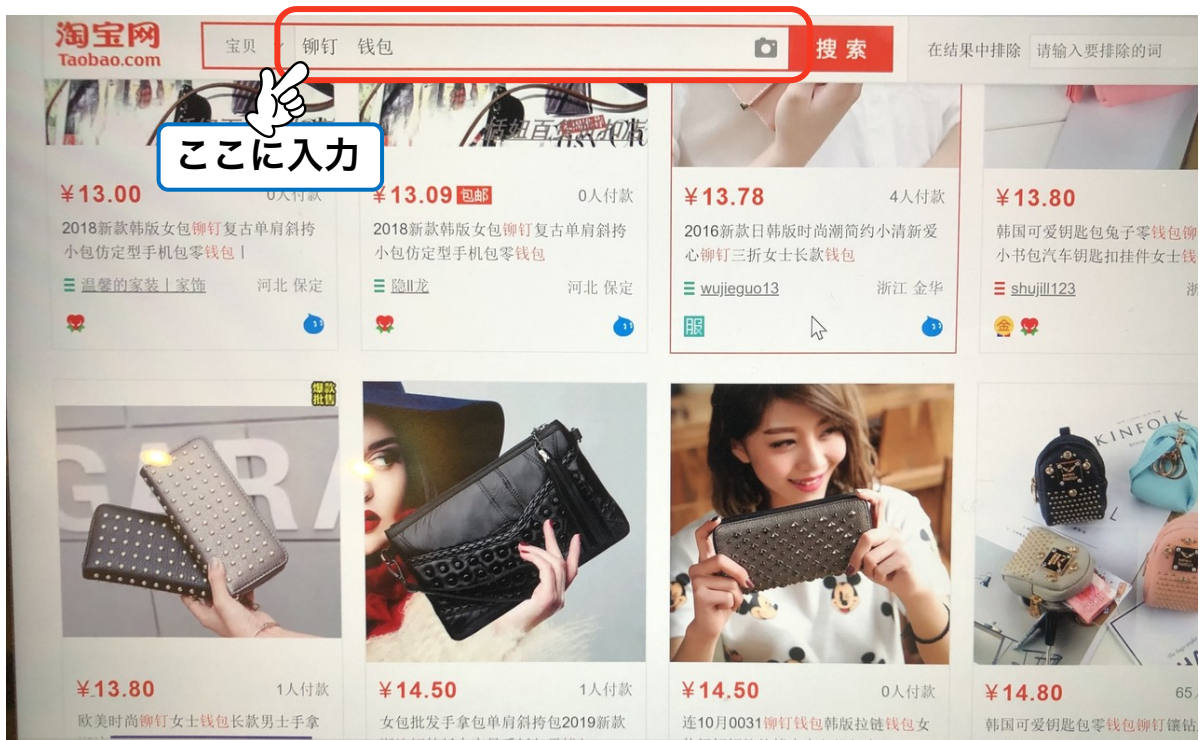 淘宝网
Taobao.com
宝贝
铆钉 钱包
搜索
在结果中排除
请输入要排除的词
ここに入力
¥13.00
0人付款
2018新款韩版女包铆钉复古单肩斜挎
小包仿定型手机包零钱包丨
温馨的家装丨家饰
河北 保定
¥13.09 包邮
0人付款
2018新款韩版女包铆钉复古单肩斜挎
小包仿定型手机包零钱包
隐II龙
河北 保定
¥13.78
4人付款
2016新款日韩版时尚潮简约小清新爱
心铆钉三折女士长款钱包
wujieguo13
浙江 金华
服
¥13.80
韩国可爱钥匙包兔子零钱包铆
小书包汽车钥匙扣挂件女士钱
shujill123
金
爆款
批售
GARA
KINFOLK
¥13.80
1人付款
欧美时尚铆钉女士钱包长款男士手拿
¥14.50
1人付款
女包批发手拿包单肩斜挎包2019新款
¥14.50
0人付款
连10月0031铆钉钱包韩版拉链钱包女
¥14.80
65
韩国可爱钥匙包零钱包铆钉镶钻